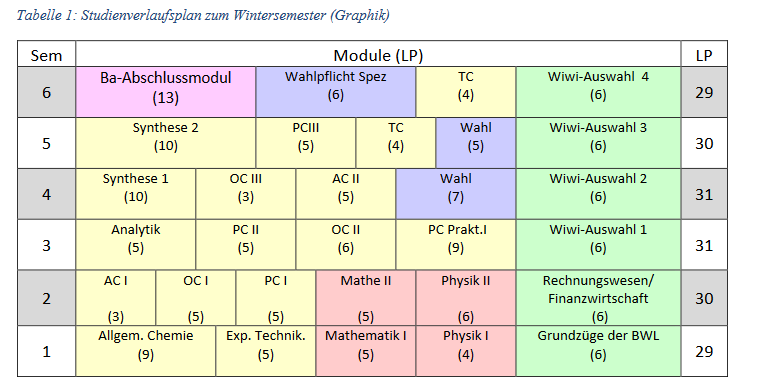 Tabelle 1: Studienverlaufsplan zum Wintersemester (Graphik)
Sem Module (LP) LP
6 Ba-Abschlussmodul (13) Wahlpflicht Spez (6) TC (4) Wiwi-Auswahl 4 (6) 29
5 Synthese 2 (10) PCIII (5) TC (4) Wahl (5) Wiwi-Auswahl 3 (6) 30
4 Synthese 1 (10) OC III (3) AC II (5) Wahl (7) Wiwi-Auswahl 2 (6) 31
3 Analytik (5) PC II (5) OC II (6) PC Prakt.I (9) Wiwi-Auswahl 1 (6) 31
2 AC I (3) OC I (5) PC I (5) Mathe II (5) Physik II (6) Rechnungswesen/ Finanzwirtschaft (6) 30
1 Allgem. Chemie (9) Exp. Technik. (5) Mathematik I (5) Physik I (4) Grundzüge der BWL (6) 29